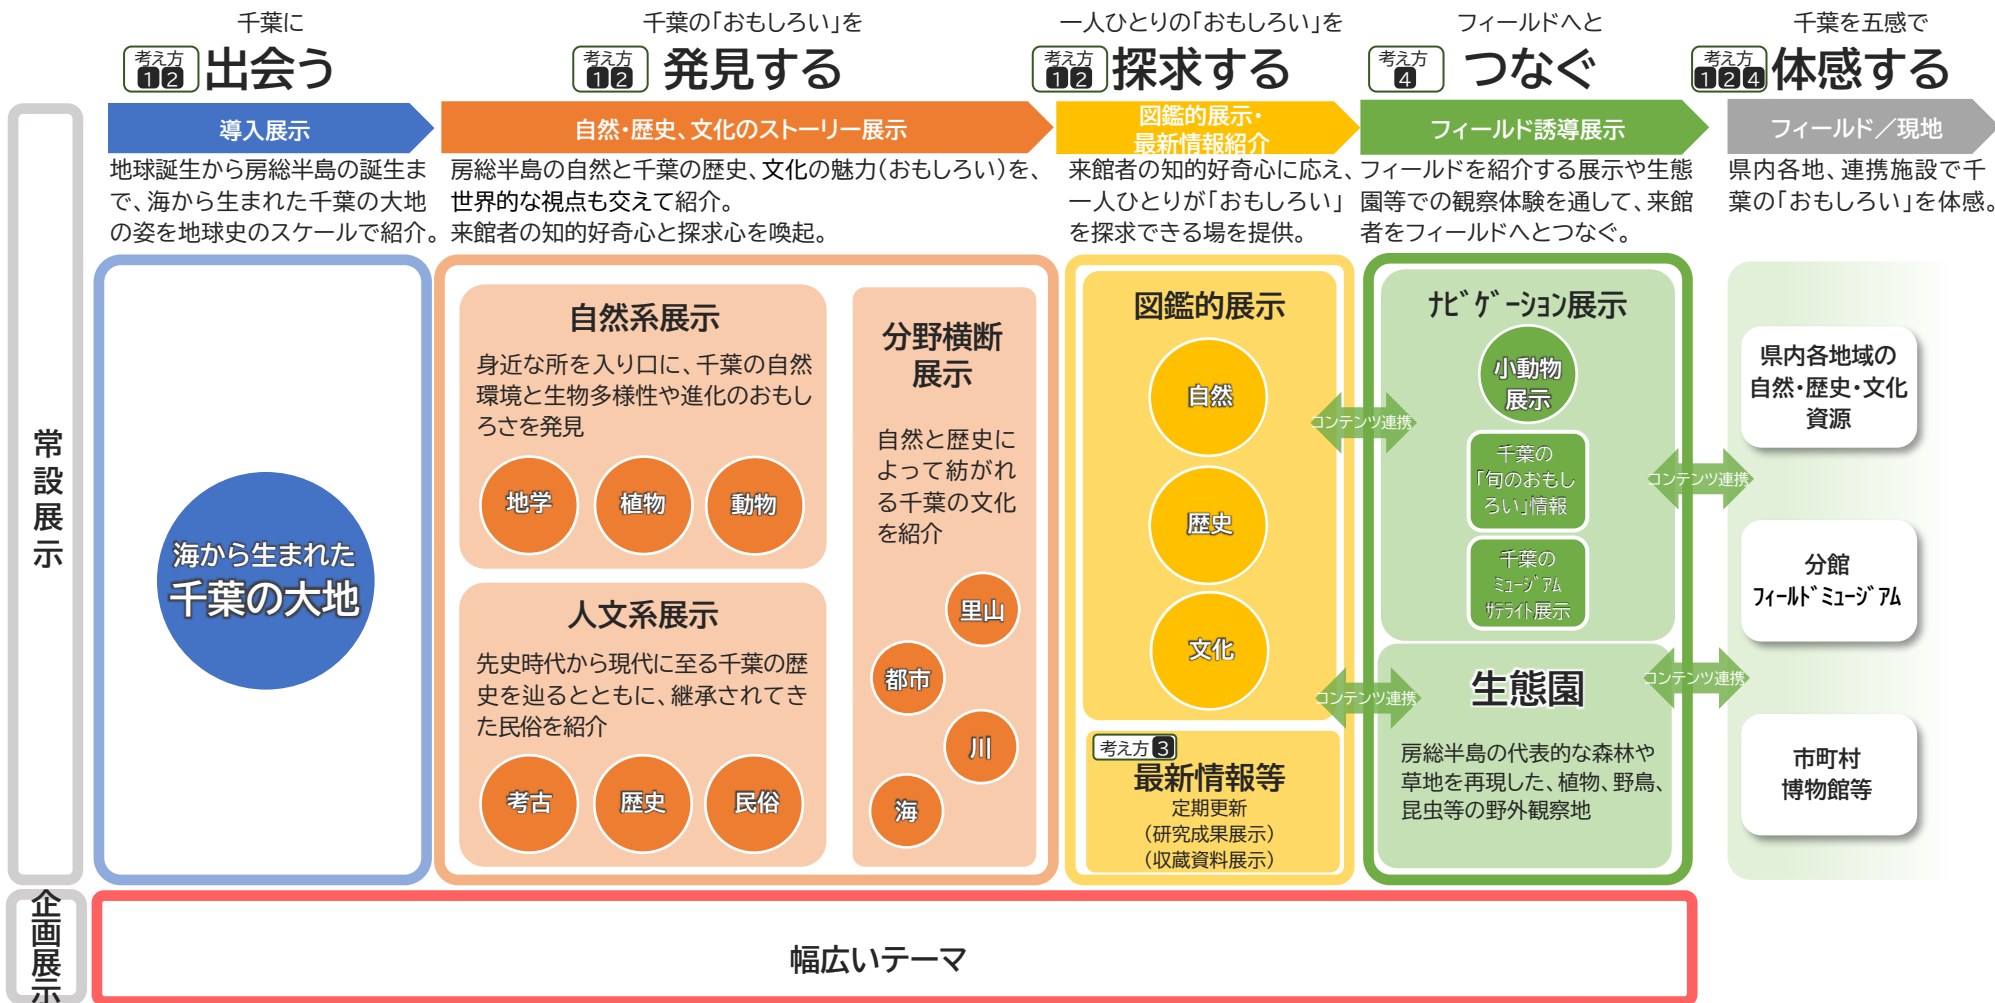 千葉に
考え方
1 2
出会う
導入展示
地球誕生から房総半島の誕生ま
で、海から生まれた千葉の大地
の姿を地球史のスケールで紹介。
千葉の「おもしろい」を
考え方
1 2
発見する
自然・歴史、文化のストーリー展示
房総半島の自然と千葉の歴史、文化の魅力(おもしろい)を、
世界的な視点も交えて紹介。
来館者の知的好奇心と探求心を喚起。
一人ひとりの「おもしろい」を
考え方
1 2
探求する
図鑑的展示・
最新情報紹介
来館者の知的好奇心に応え、
一人ひとりが「おもしろい」
を探求できる場を提供。
フィールドへと
考え方
4
つなぐ
フィールド誘導展示
フィールドを紹介する展示や生態
園等での観察体験を通して、来館
者をフィールドへとつなぐ。
千葉を五感で
考え方
1 2 4
体感する
フィールド/現地
県内各地、連携施設で千
葉の「おもしろい」を体感。
常設展示
海から生まれた
千葉の大地
自然系展示
身近な所を入り口に、千葉の自然
環境と生物多様性や進化のおもし
ろさを発見
地学
植物
動物
人文系展示
先史時代から現代に至る千葉の歴
史を辿るとともに、継承されてき
た民俗を紹介
考古
歴史
民俗
分野横断
展示
自然と歴史に
よって紡がれ
る千葉の文化
を紹介
里山
都市
川
海
図鑑的展示
自然
歴史
文化
考え方 3
最新情報等
定期更新
(研究成果展示)
(収蔵資料展示)
コンテンツ連携
コンテンツ連携
ナビゲーション展示
小動物
展示
千葉の
「旬のおもし
ろい」情報
千葉の
ミュージアム
サテライト展示
生態園
房総半島の代表的な森林や
草地を再現した、植物、野鳥、
昆虫等の野外観察地
コンテンツ連携
コンテンツ連携
県内各地域の
自然・歴史・文化
資源
分館
フィールドミュージアム
市町村
博物館等
企画展示
幅広いテーマ